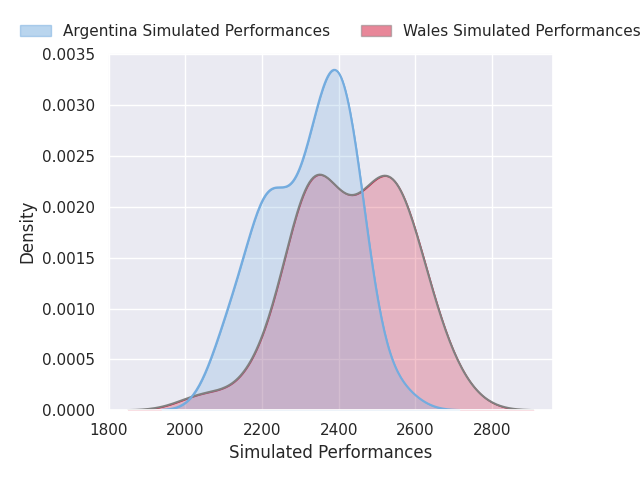 Argentina Simulated Performances Wales Simulated Performances
0.0035
0.0030
0.0025
0.0020
0.0015
0.0010
0.0005
0.0000
Density
1800 2000 2200 2400 2600 2800
Simulated Performances